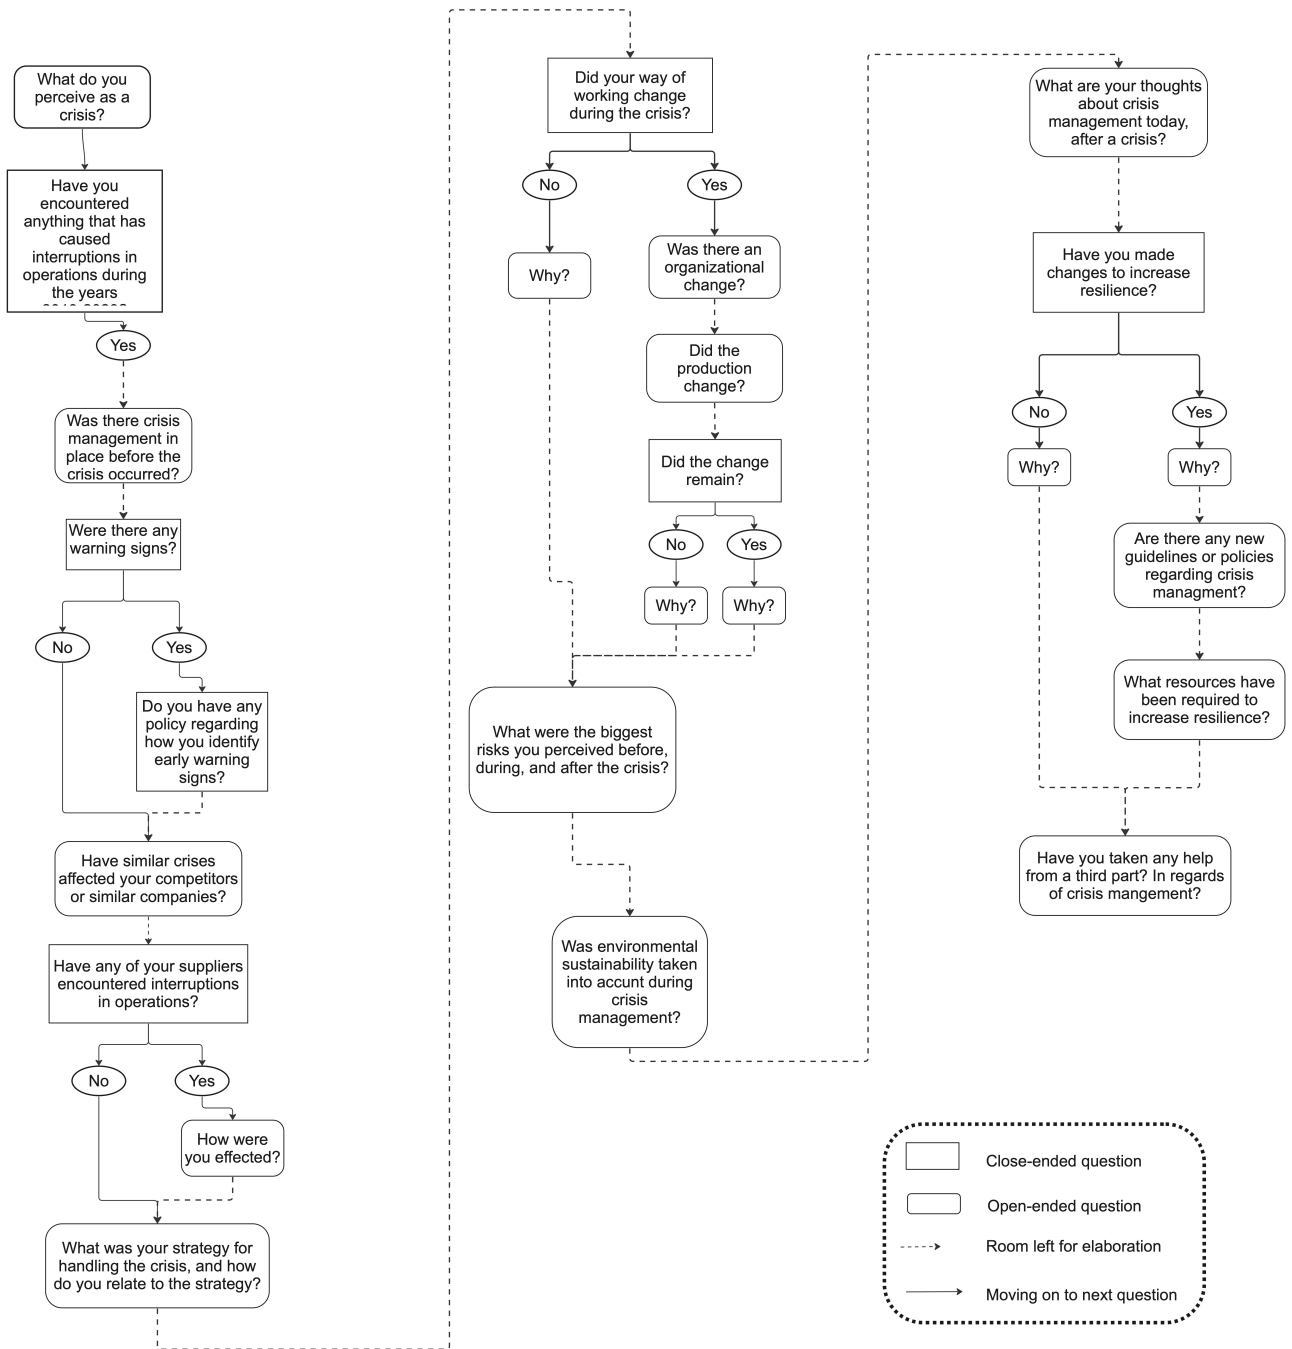 What do you
perceive as a
crisis?
Have you
encountered
anything that has
caused
interruptions in
operations during
the years
Yes
Was there crisis
management in
place before the
crisis occurred?
Were there any
warning signs?
No
Yes
Do you have any
policy regarding
how you identify
early warning
signs?
Have similar crises
affected your competitors
or similar companies?
Have any of your suppliers
encountered interruptions
in operations?
No
Yes
How were
you effected?
What was your strategy for
handling the crisis, and how
do you relate to the strategy?
Did your way of
working change
during the crisis?
No
Yes
Why?
Was there an
organizational
change?
Did the
production
change?
Did the change
remain?
No
Yes
Why?
Why?
What were the biggest
risks you perceived before,
during, and after the crisis?
Was environmental
sustainability taken
into accunt during
crisis
management?
What are your thoughts
about crisis
management today,
after a crisis?
Have you made
changes to increase
resilience?
No
Yes
Why?
Why?
Are there any new
guidelines or policies
regarding crisis
managment?
What resources have
been required to
increase resilience?
Have you taken any help
from a third part? In regards
of crisis mangement?
Close-ended question
Open-ended question
Room left for elaboration
Moving on to next question